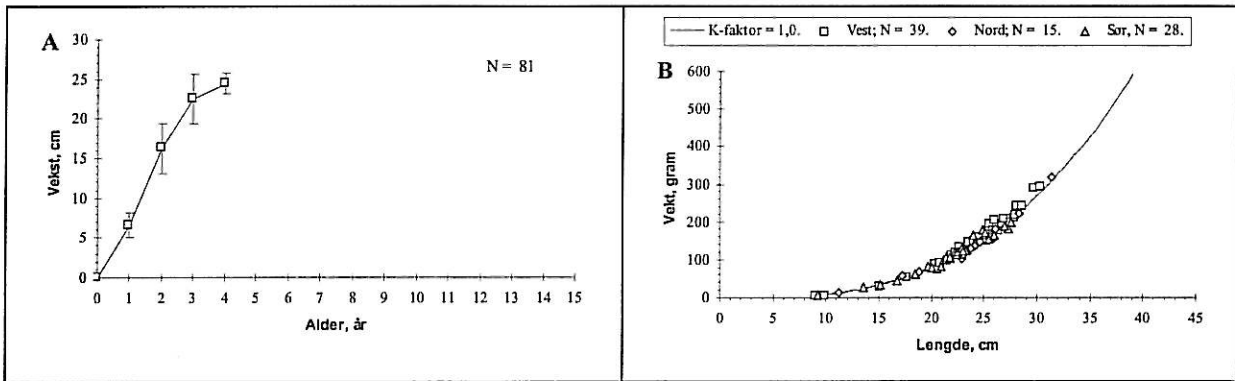 A
N = 81
30
25
20
15
10
5
0
Vekst, cm
0 1 2 3 4 5 6 7 8 9 10 11 12 13 14 15
Alder, år
K-faktor = 1,0. Vest; N = 39. Nord; N = 15. Sør, N = 28.
B
600
500
400
300
200
100
0
Vekt, gram
0 5 10 15 20 25 30 35 40 45
Lengde, cm